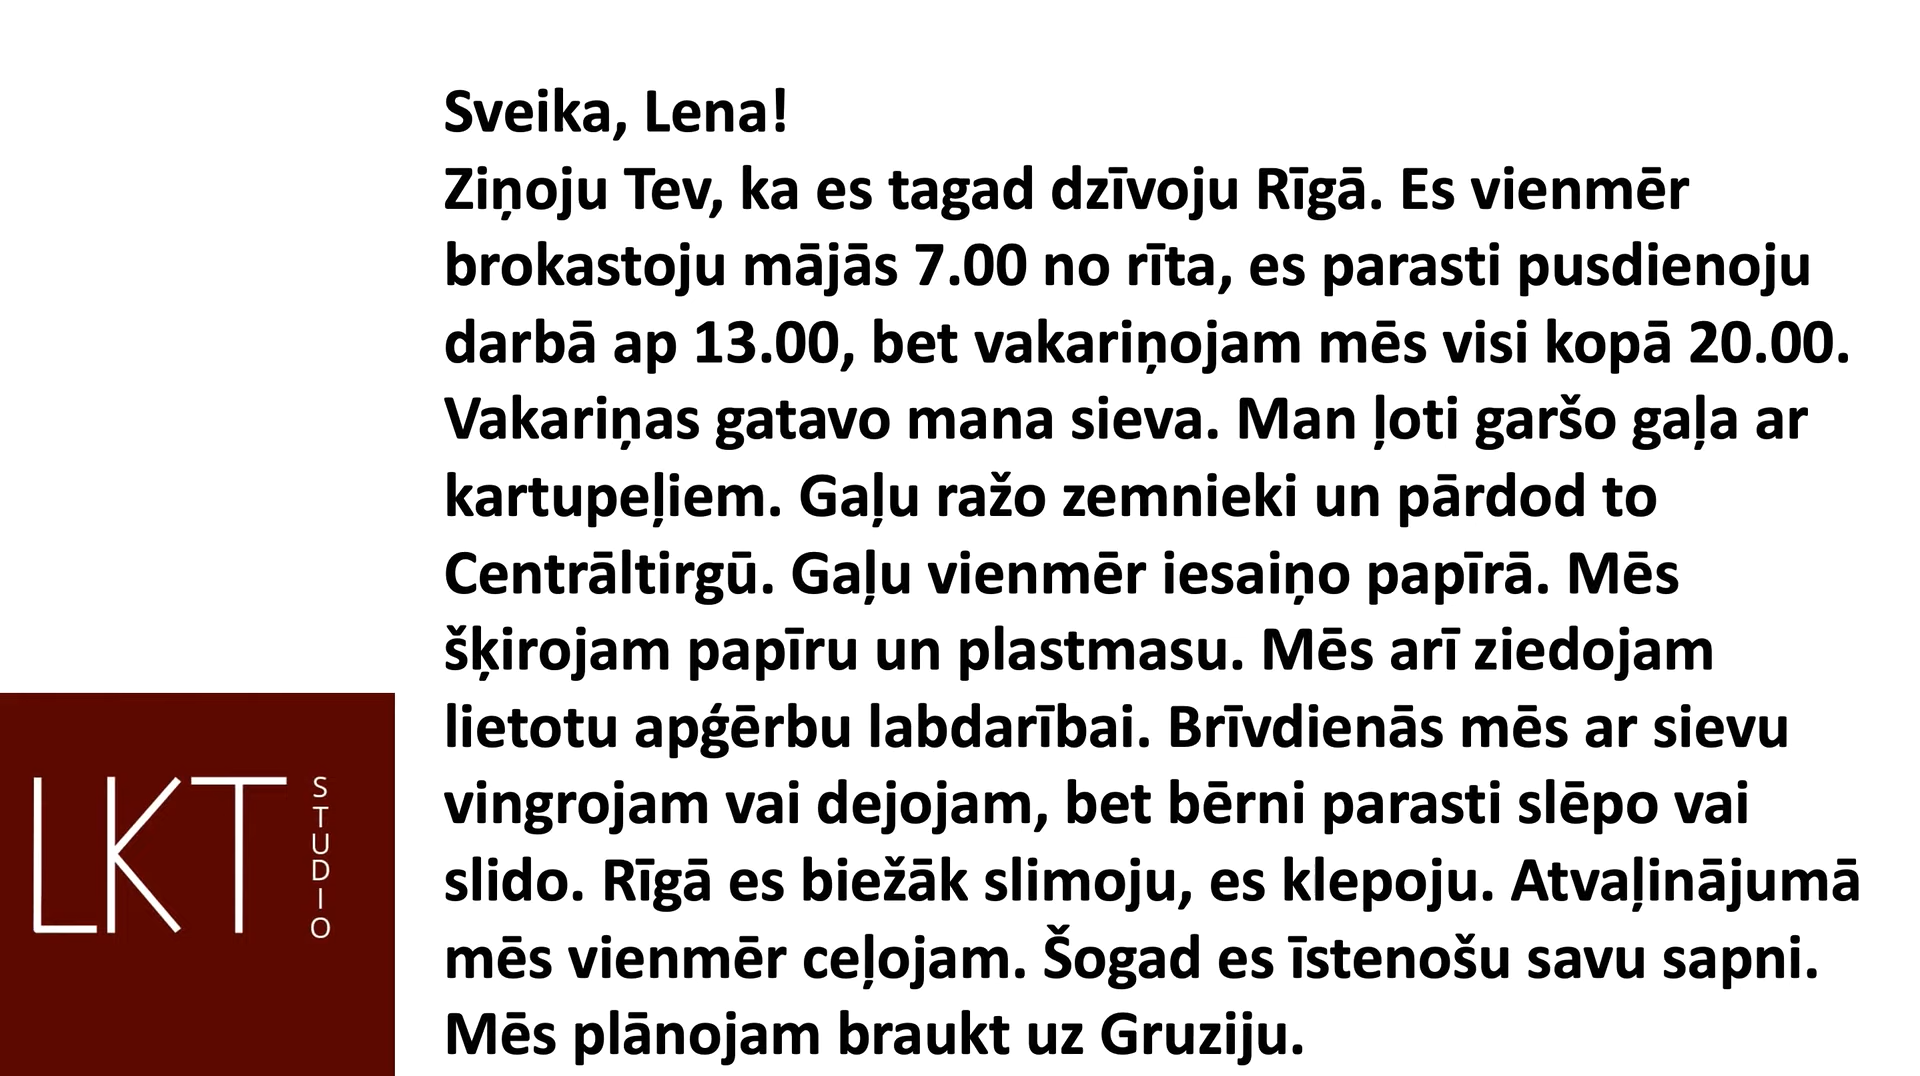 Sveika, Lena!
Ziņoju Tev, ka es tagad dzīvoju Rīgā. Es vienmēr
brokastoju mājās 7.00 no rīta, es parasti pusdienoju
darbā ap 13.00, bet vakariņojam mēs visi kopā 20.00.
Vakariņas gatavo mana sieva. Man ļoti garšo gaļa ar
kartupeļiem. Gaļu ražo zemnieki un pārdod to
Centrāltirgū. Gaļu vienmēr iesaiņo papīrā. Mēs
šķirojam papīru un plastmasu. Mēs arī ziedojam
lietotu apģērbu labdarībai. Brīvdienās mēs ar sievu
vingrojam vai dejojam, bet bērni parasti slēpo vai
slido. Rīgā es biežāk slimoju, es klepoju. Atvaļinājumā
mēs vienmēr ceļojam. Šogad es īstenošu savu sapni.
Mēs plānojam braukt uz Gruziju.
LKT
STUDIO